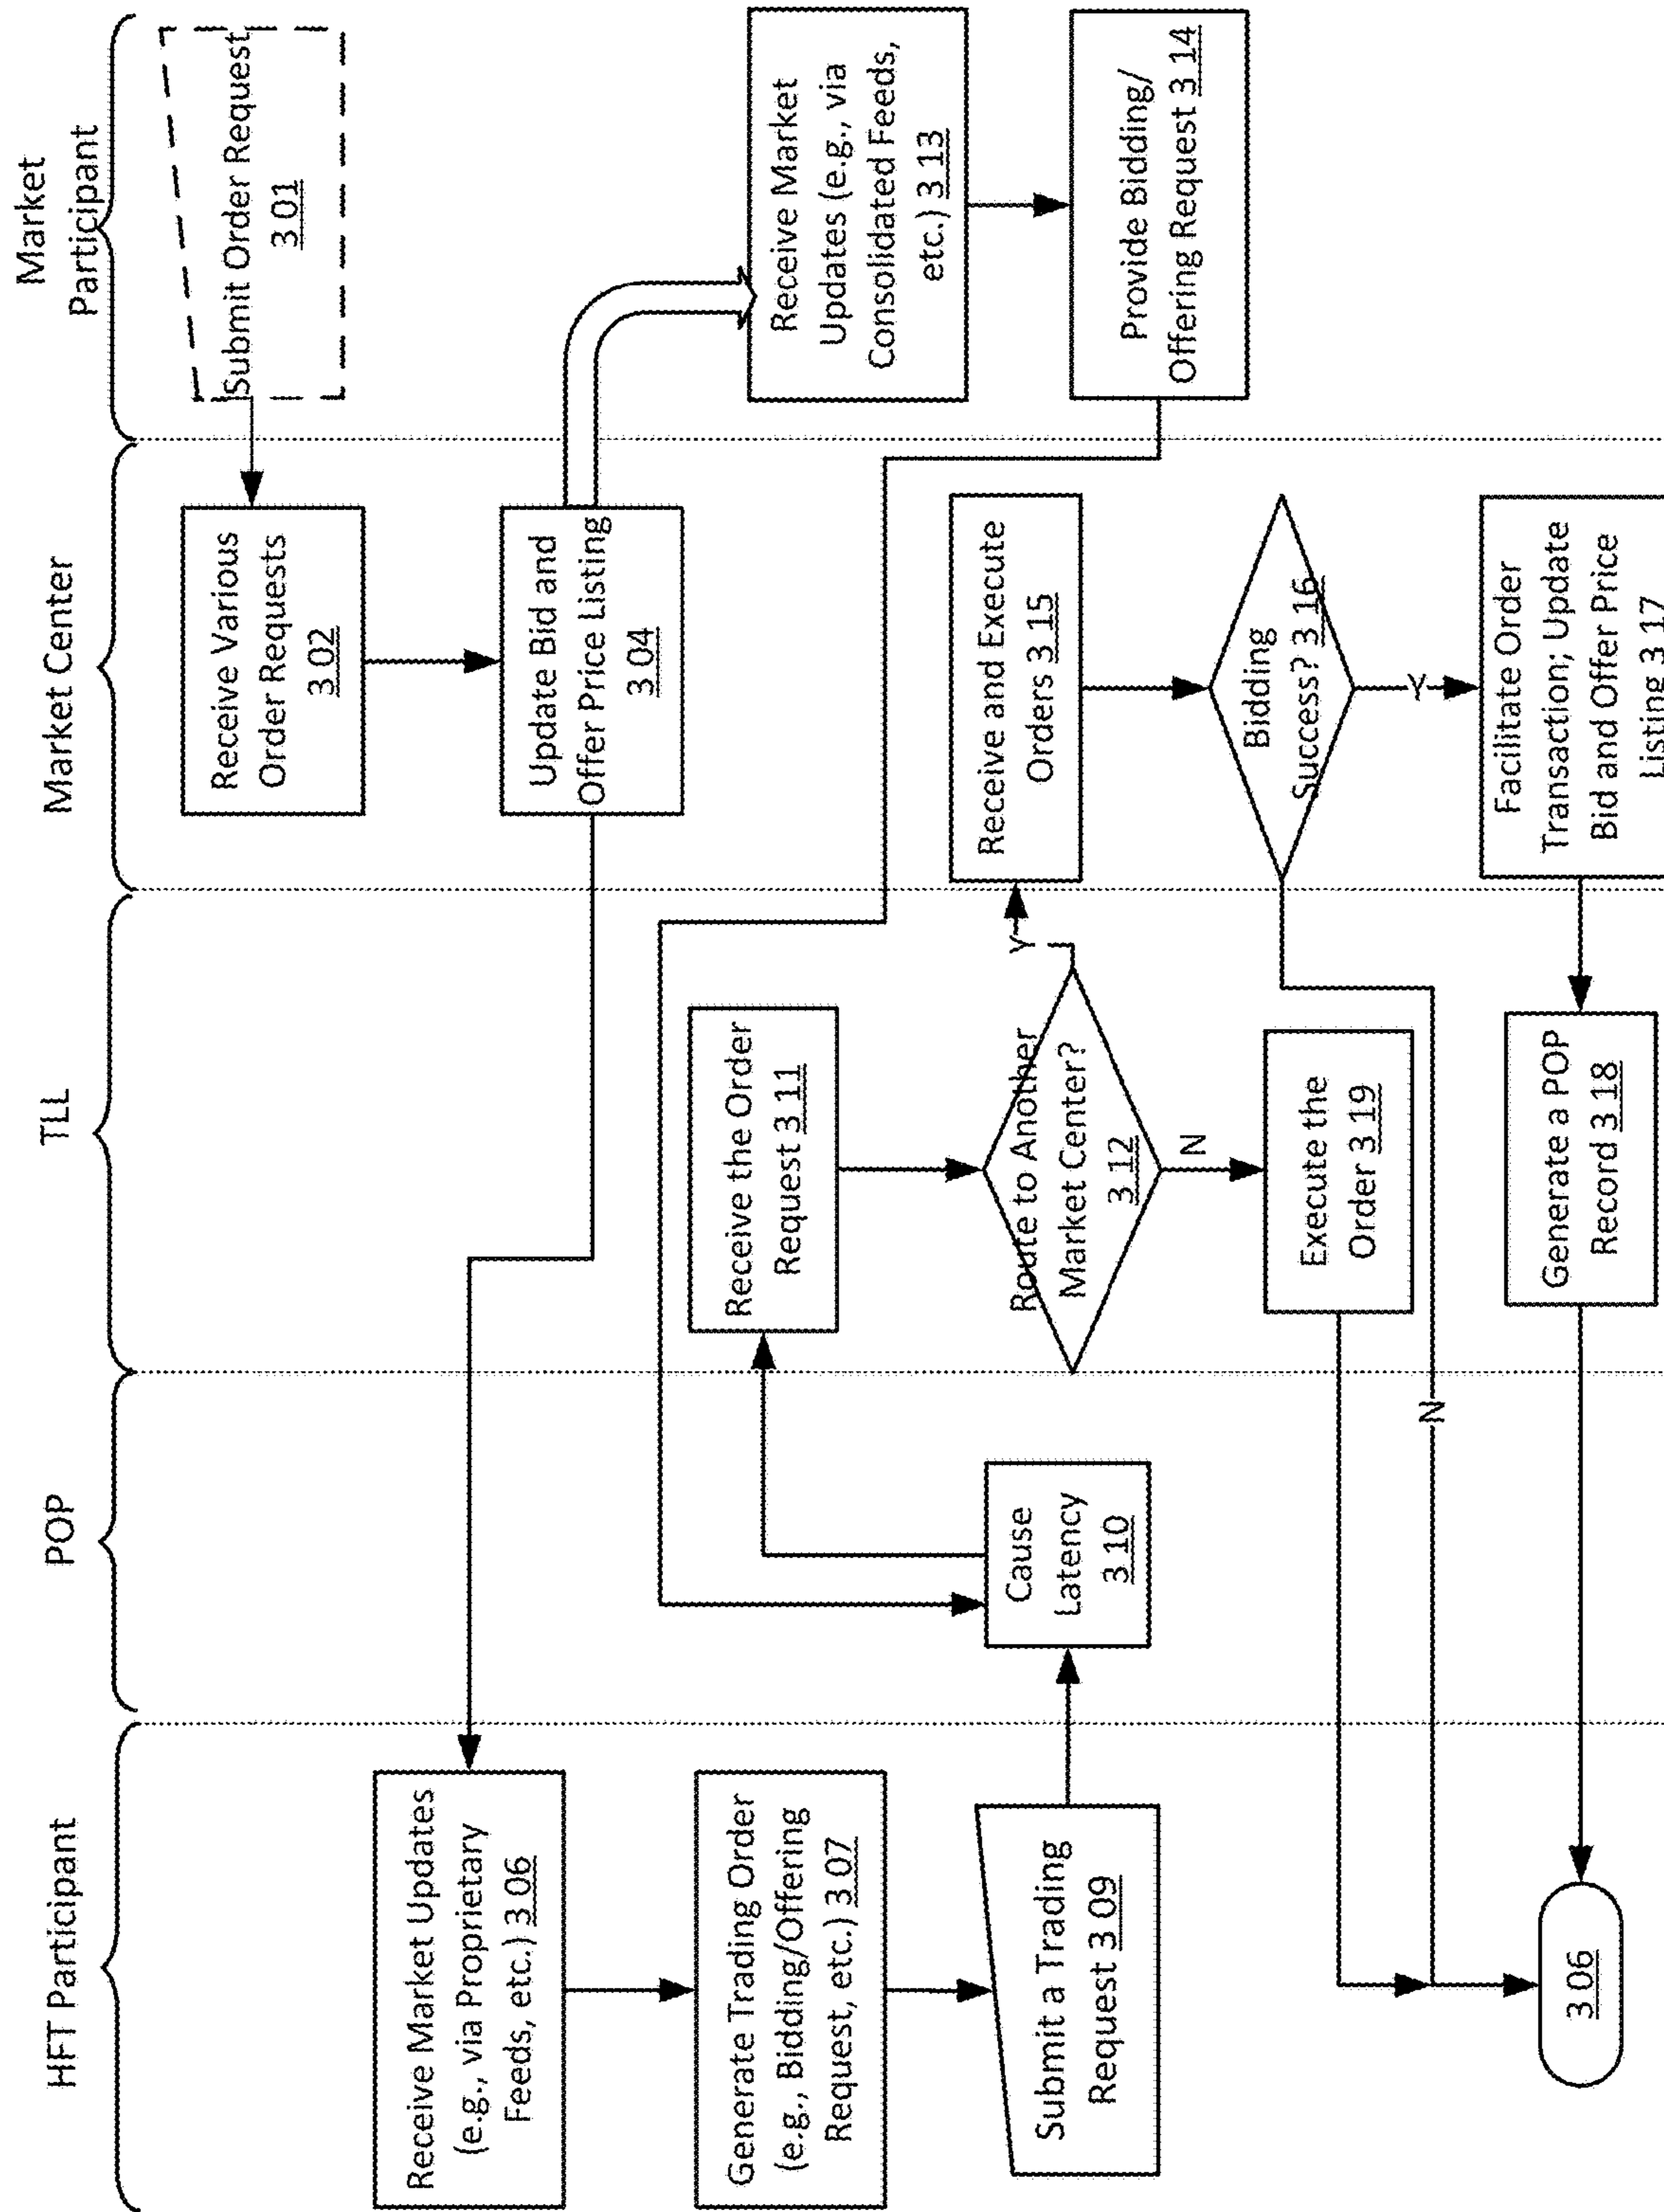 HFT Participant
POP
TLL
Market Center
Market
Participant
Submit Order Request
3 01
Receive Various
Order Requests
3 02
Update Bid and
Offer Price Listing
3 04
Receive Market Updates
(e.g., via Proprietary
Feeds, etc.) 3 06
Generate Trading Order
(e.g., Bidding/Offering
Request, etc.) 3 07
Submit a Trading
Request 3 09
Cause
Latency
3 10
Receive the Order
Request 3 11
Route to Another
Market Center?
3 12
Y
N
Receive Market
Updates (e.g., via
Consolidated Feeds,
etc.) 3 13
Provide Bidding/
Offering Request 3 14
Receive and Execute
Orders 3 15
Bidding
Success? 3 16
Y
N
Facilitate Order
Transaction; Update
Bid and Offer Price
Listing 3 17
Generate a POP
Record 3 18
Execute the
Order 3 19
3 06